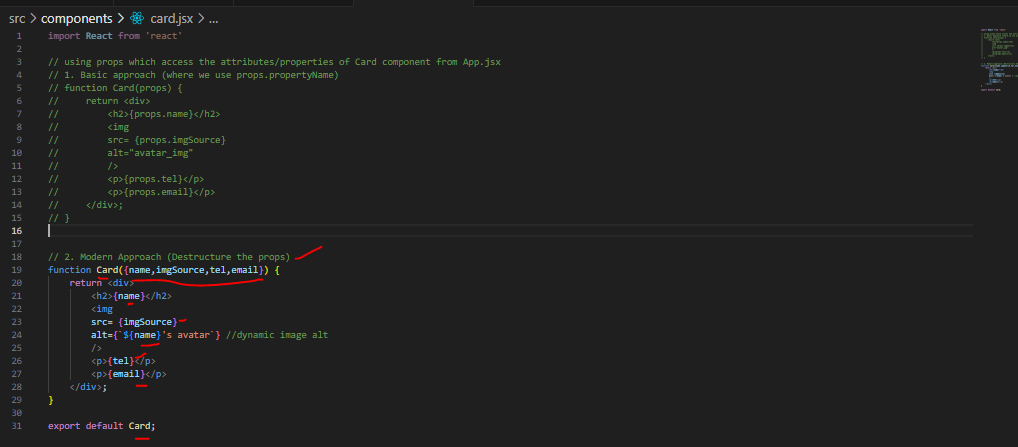 src > components > card.jsx > ...
1 import React from 'react'
2
3 // using props which access the attributes/properties of Card component from App.jsx
4 // 1. Basic approach (where we use props.propertyName)
5 // function Card(props) {
6 //     return <div>
7 //         <h2>{props.name}</h2>
8 //         <img
9 //         src= {props.imgSource}
10 //         alt="avatar_img"
11 //         />
12 //         <p>{props.tel}</p>
13 //         <p>{props.email}</p>
14 //     </div>;
15 // }
16
17
18 // 2. Modern Approach (Destructure the props)
19 function Card({name,imgSource,tel,email}) {
20     return <div>
21         <h2>{name}</h2>
22         <img
23         src= {imgSource}
24         alt={`${name}'s avatar`} //dynamic image alt
25         />
26         <p>{tel}</p>
27         <p>{email}</p>
28     </div>;
29 }
30
31 export default Card;